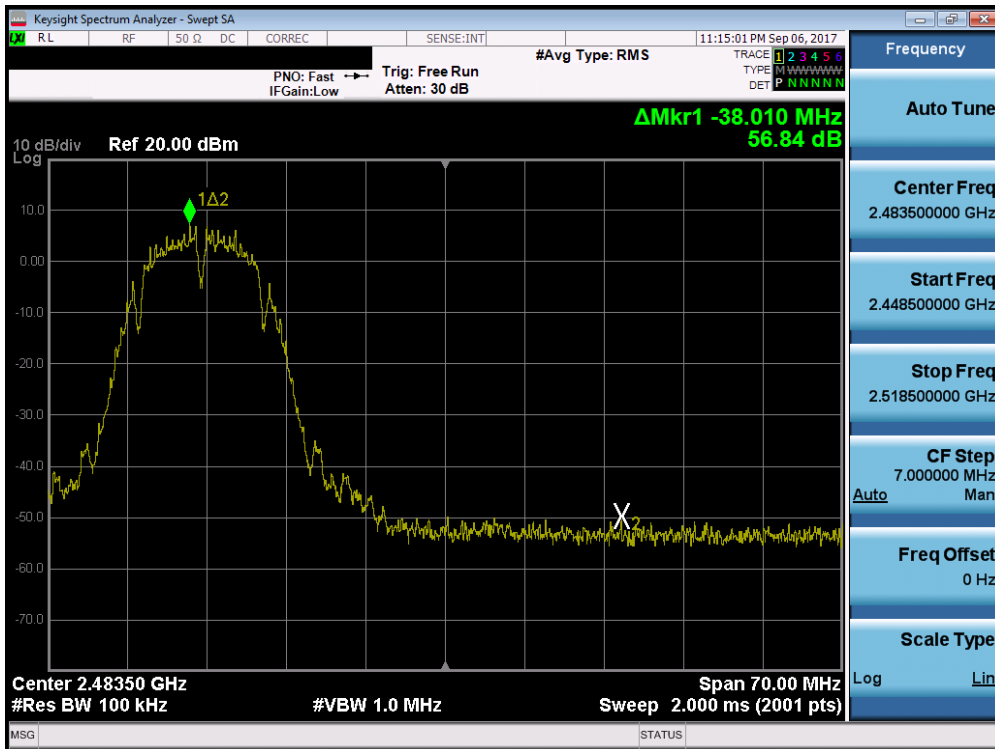 Keysight Spectrum Analyzer - Swept SA
LXI RL RF 50 Ω DC CORREC SENSE:INT 11:15:01 PM Sep 06, 2017
PNO: Fast
IFGain:Low
Trig: Free Run
Atten: 30 dB
#Avg Type: RMS
TRACE 1 2 3 4 5 6
TYPE M WWWWW
DET P N N N N N
ΔMkr1 -38.010 MHz
56.84 dB
10 dB/div Ref 20.00 dBm
Log
1Δ2
10.0
0.00
-10.0
-20.0
-30.0
-40.0
-50.0
-60.0
-70.0
X2
Center 2.48350 GHz Span 70.00 MHz
#Res BW 100 kHz #VBW 1.0 MHz Sweep 2.000 ms (2001 pts)
MSG STATUS
Frequency
Auto Tune
Center Freq
2.483500000 GHz
Start Freq
2.448500000 GHz
Stop Freq
2.518500000 GHz
CF Step
7.000000 MHz
Auto Man
Freq Offset
0 Hz
Scale Type
Log Lin